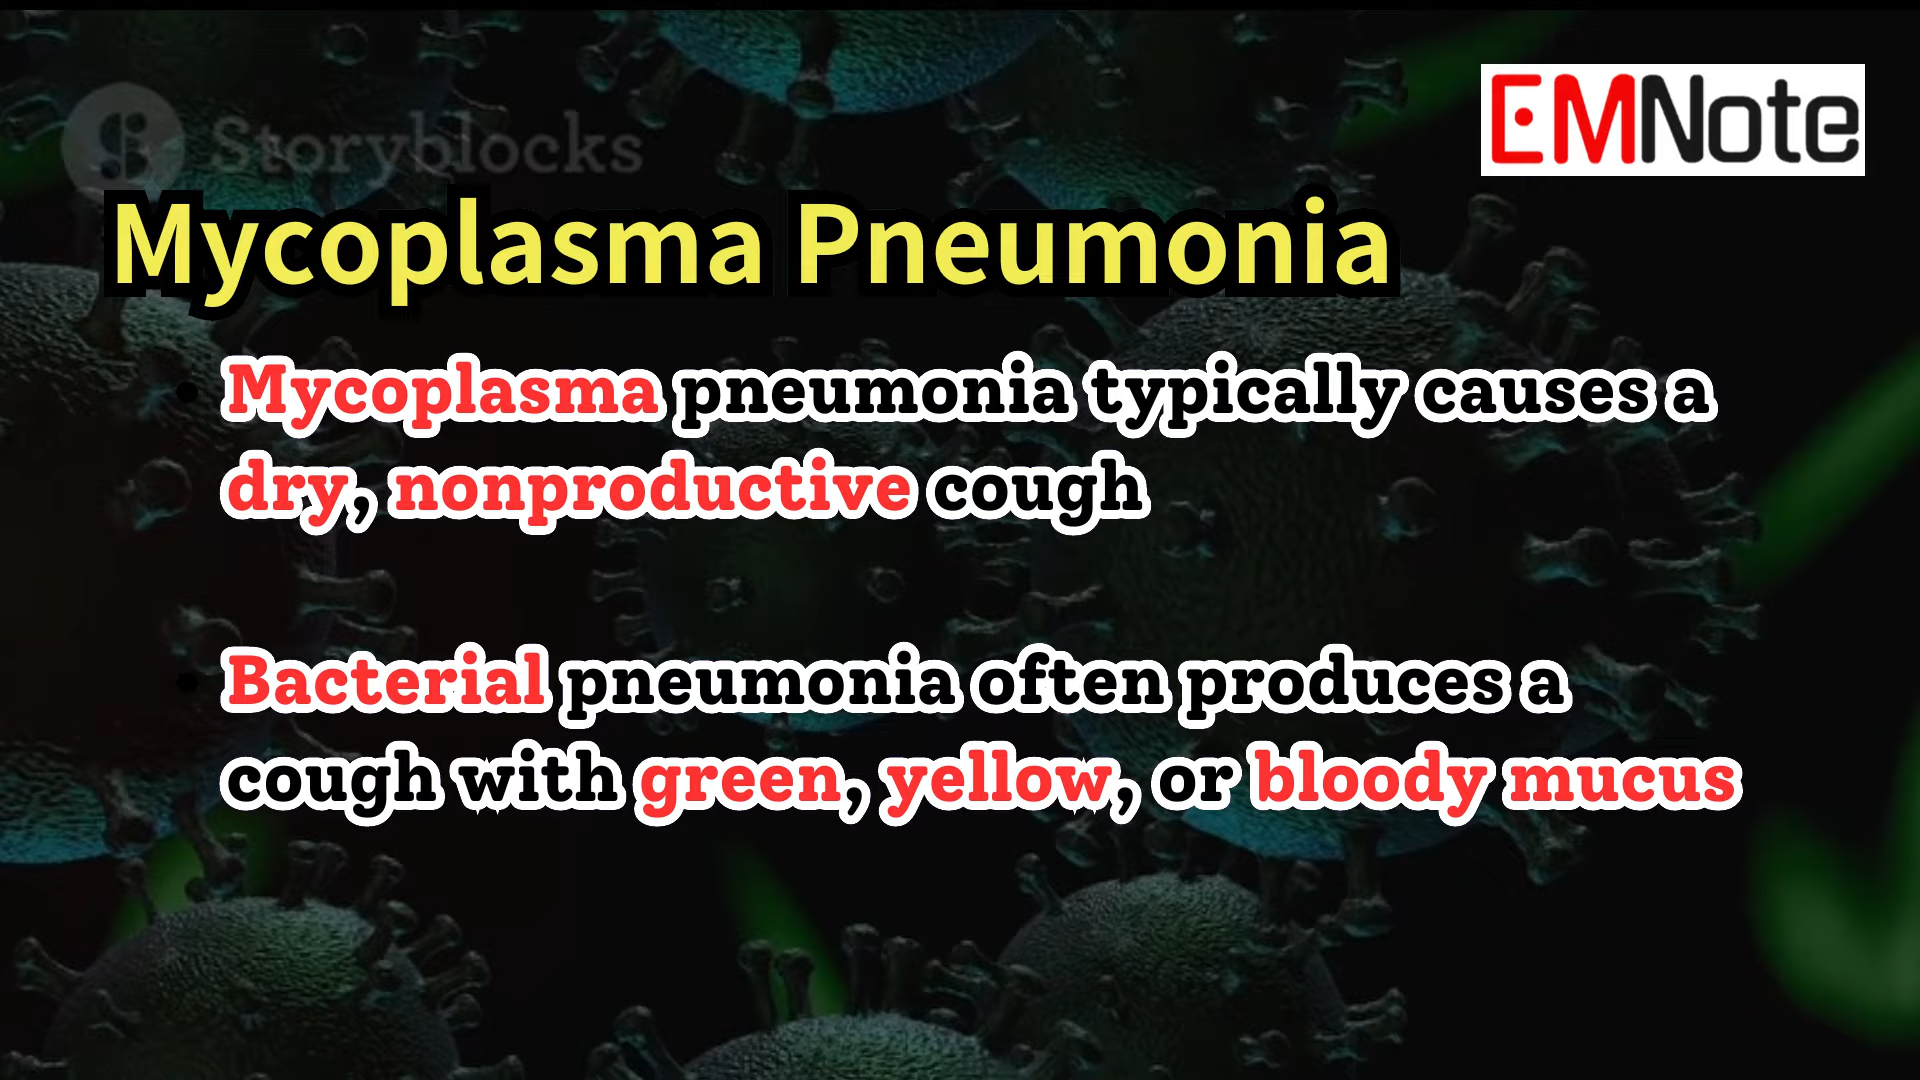 Storyblocks
EMNote
Mycoplasma Pneumonia
• Mycoplasma pneumonia typically causes a
dry, nonproductive cough
• Bacterial pneumonia often produces a
cough with green, yellow, or bloody mucus